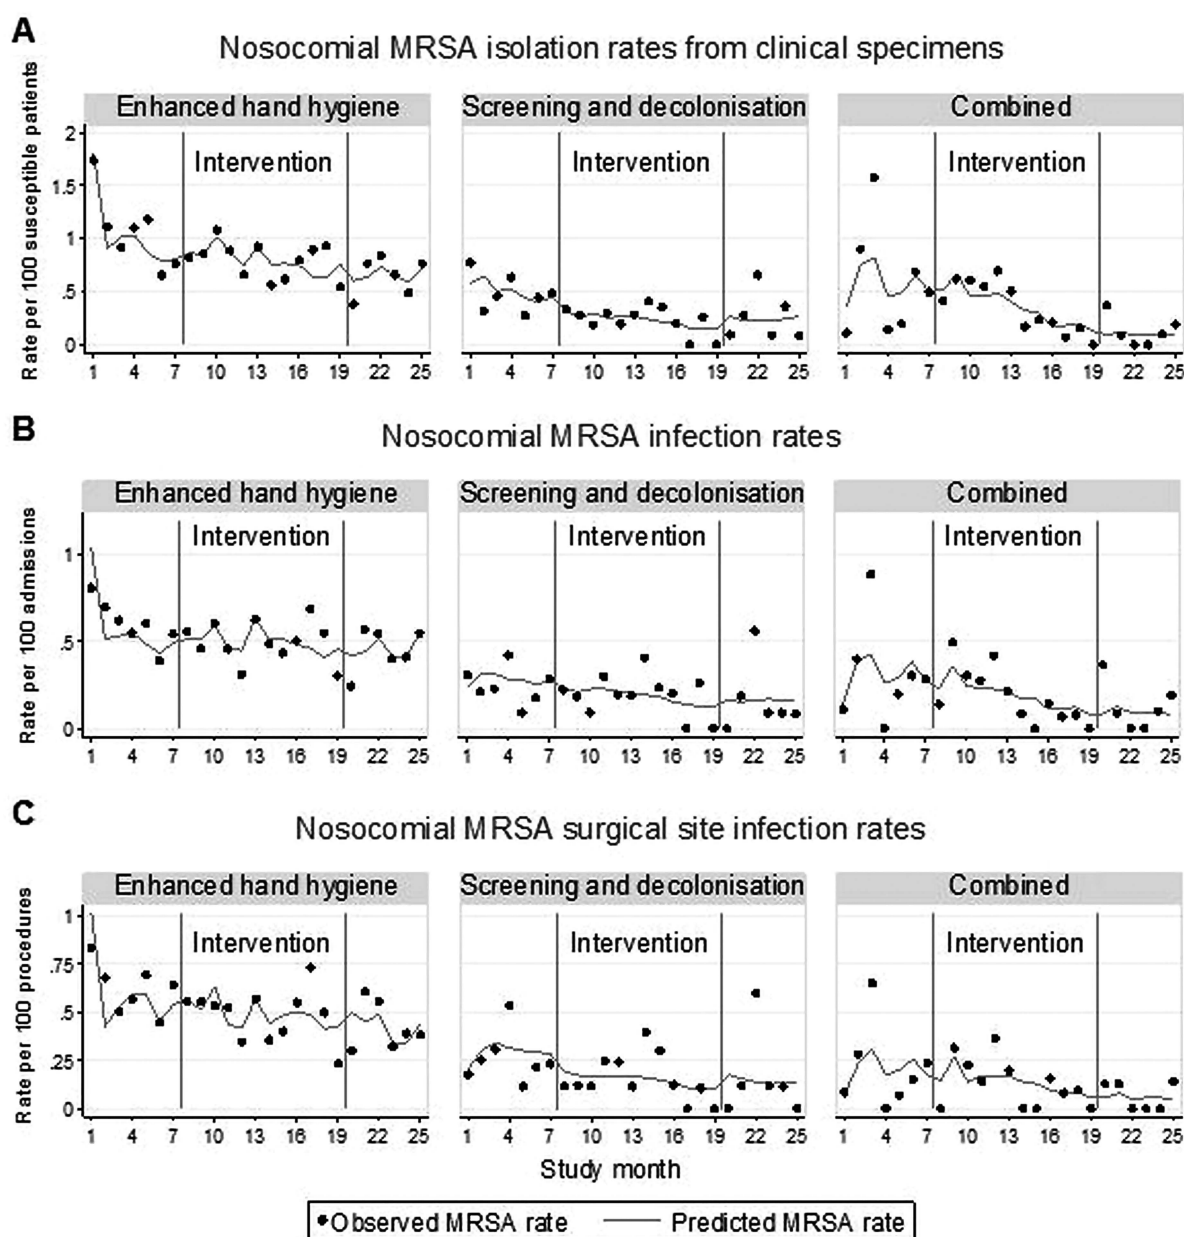 A
Nosocomial MRSA isolation rates from clinical specimens
Rate per 100 susceptible patients
Enhanced hand hygiene
Screening and decolonisation
Combined
Intervention
Intervention
Intervention
2
1.5
1
.5
0
1 4 7 10 13 16 19 22 25
1 4 7 10 13 16 19 22 25
1 4 7 10 13 16 19 22 25
B
Nosocomial MRSA infection rates
Rate per 100 admissions
Enhanced hand hygiene
Screening and decolonisation
Combined
Intervention
Intervention
Intervention
1
.5
0
1 4 7 10 13 16 19 22 25
1 4 7 10 13 16 19 22 25
1 4 7 10 13 16 19 22 25
C
Nosocomial MRSA surgical site infection rates
Rate per 100 procedures
Enhanced hand hygiene
Screening and decolonisation
Combined
Intervention
Intervention
Intervention
1
.75
.5
.25
0
1 4 7 10 13 16 19 22 25
1 4 7 10 13 16 19 22 25
1 4 7 10 13 16 19 22 25
Study month
Observed MRSA rate
Predicted MRSA rate